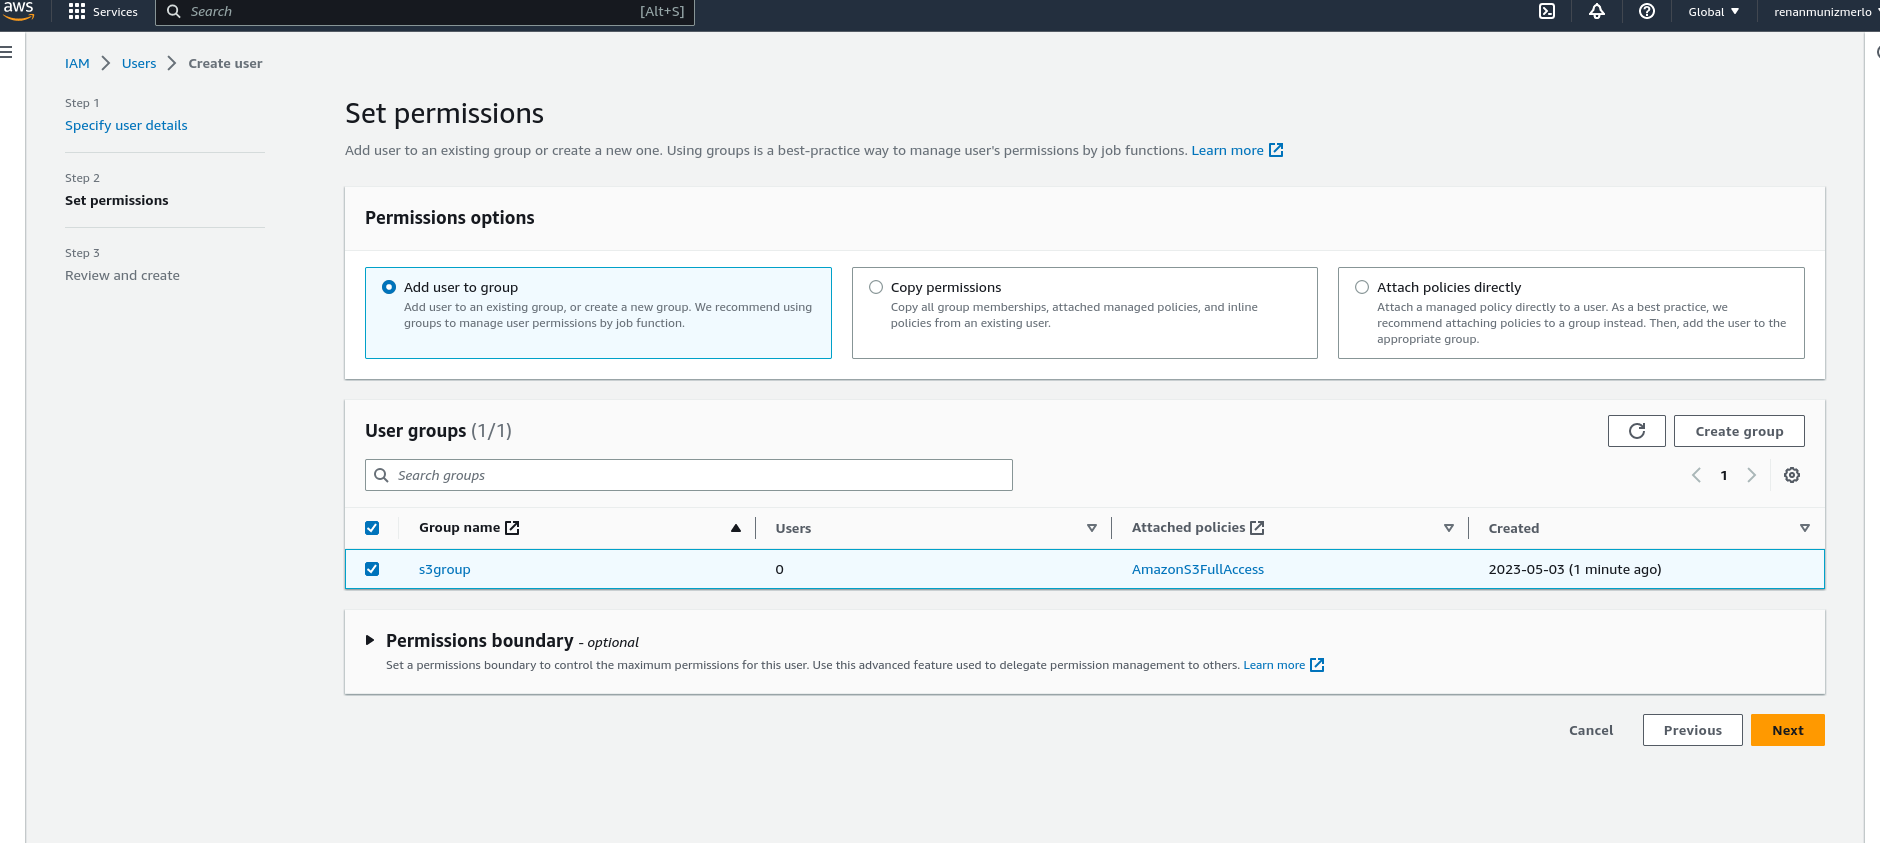 aws Services Search [Alt+S] Global renanmunizmerlo
IAM Users Create user
Step 1
Specify user details
Step 2
Set permissions
Step 3
Review and create
Set permissions
Add user to an existing group or create a new one. Using groups is a best-practice way to manage user's permissions by job functions. Learn more
Permissions options
Add user to group
Add user to an existing group, or create a new group. We recommend using
groups to manage user permissions by job function.
Copy permissions
Copy all group memberships, attached managed policies, and inline
policies from an existing user.
Attach policies directly
Attach a managed policy directly to a user. As a best practice, we
recommend attaching policies to a group instead. Then, add the user to the
appropriate group.
User groups (1/1)
Create group
Search groups
1
Group name Users Attached policies Created
s3group 0 AmazonS3FullAccess 2023-05-03 (1 minute ago)
Permissions boundary - optional
Set a permissions boundary to control the maximum permissions for this user. Use this advanced feature used to delegate permission management to others. Learn more
Cancel Previous Next